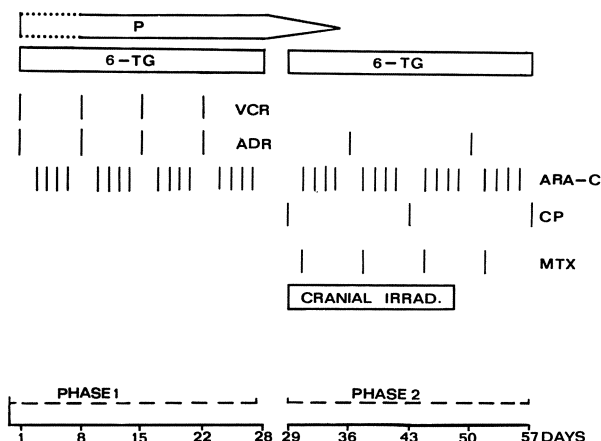 P
6-TG 6-TG
VCR
ADR
ARA-C
CP
MTX
CRANIAL IRRAD.
PHASE 1 PHASE 2
1 8 15 22 28 29 36 43 50 57 DAYS